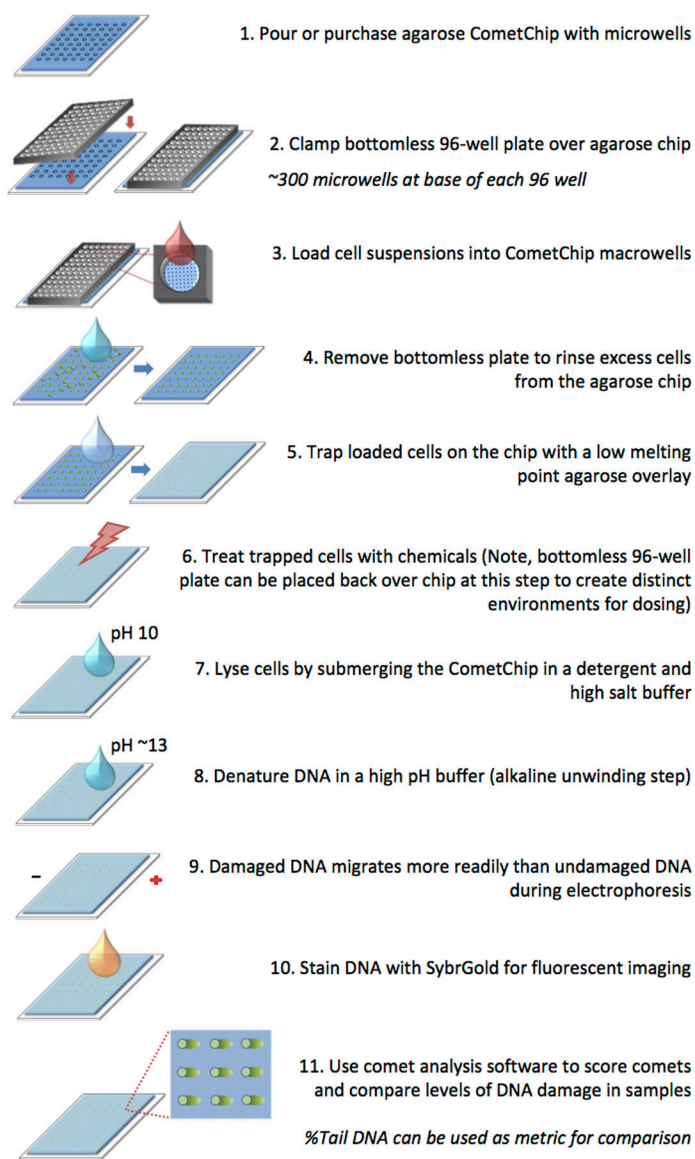 1. Pour or purchase agarose CometChip with microwells
2. Clamp bottomless 96-well plate over agarose chip
~300 microwells at base of each 96 well
3. Load cell suspensions into CometChip macrowells
4. Remove bottomless plate to rinse excess cells
from the agarose chip
5. Trap loaded cells on the chip with a low melting
point agarose overlay
6. Treat trapped cells with chemicals (Note, bottomless 96-well
plate can be placed back over chip at this step to create distinct
environments for dosing)
pH 10
7. Lyse cells by submerging the CometChip in a detergent and
high salt buffer
pH ~13
8. Denature DNA in a high pH buffer (alkaline unwinding step)
9. Damaged DNA migrates more readily than undamaged DNA
during electrophoresis
- +
10. Stain DNA with SybrGold for fluorescent imaging
11. Use comet analysis software to score comets
and compare levels of DNA damage in samples
%Tail DNA can be used as metric for comparison